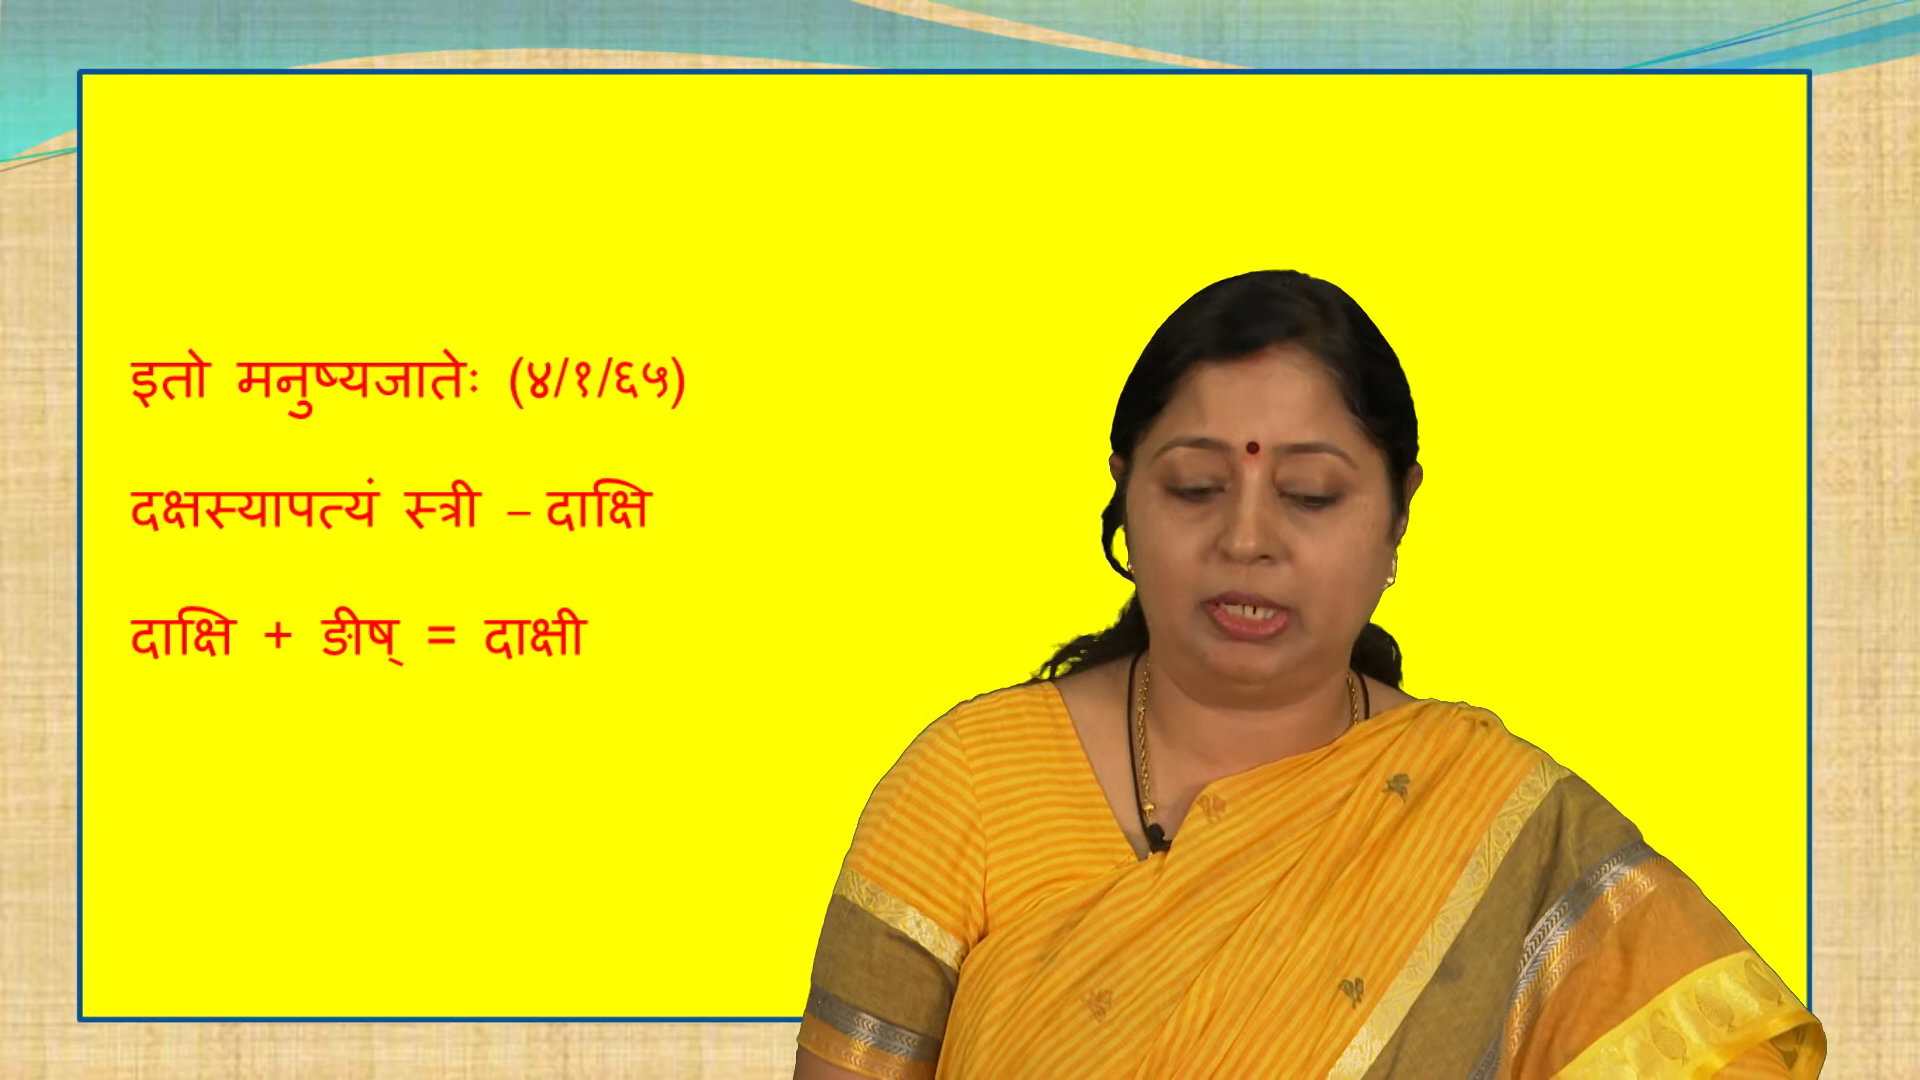 इतो मनुष्यजातेः (४/१/६५)
दक्षस्यापत्यं स्त्री – दाक्षि
दाक्षि + ङीष् = दाक्षी